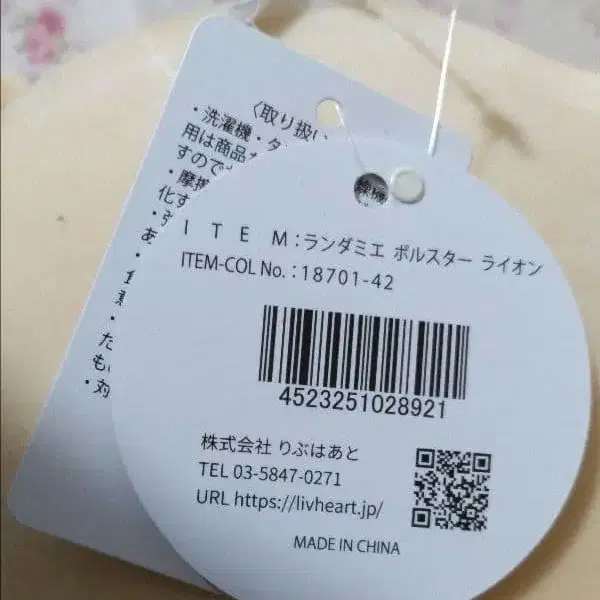 〈取り扱い
・洗濯機・タ
用は商品
すので
・摩擦
化
・あ
・
た
も
・対
ITEM:ランダミエ ボルスター ライオン
ITEM-COL No.:18701-42
4523251028921
株式会社 りぶはあと
TEL 03-5847-0271
URL https://livheart.jp/
MADE IN CHINA